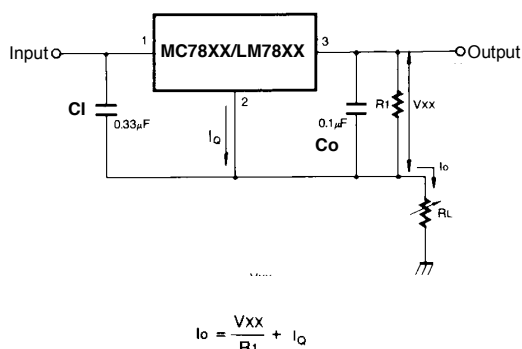 Input
1
MC78XX/LM78XX
3
Output
2
CI
0.33μF
IQ
0.1μF
Co
R1
VXX
Io
RL
Io = VXX / R1 + IQ